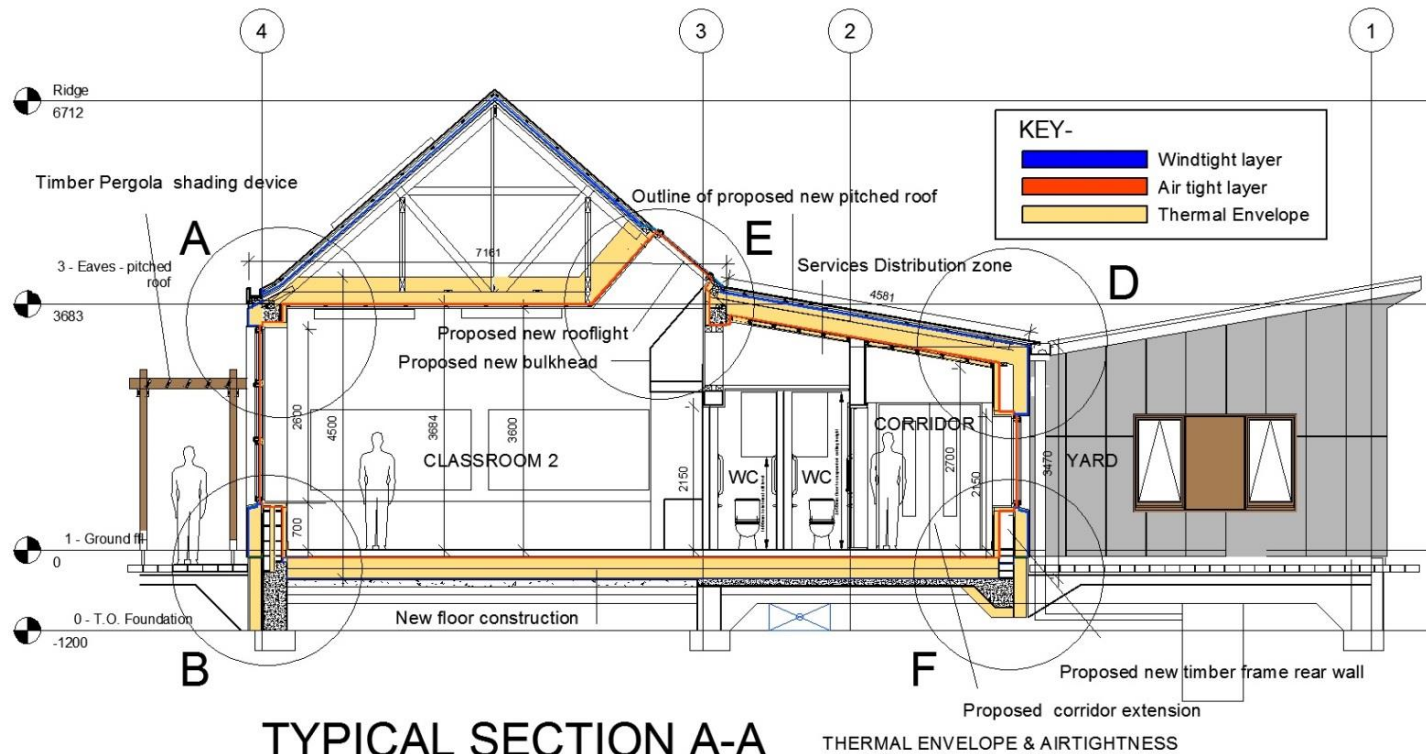 4
3
2
1
Ridge
6712
KEY-
Windtight layer
Air tight layer
Thermal Envelope
Timber Pergola shading device
Outline of proposed new pitched roof
A
E
7161
3 - Eaves - pitched
roof
Services Distribution zone
D
4581
3683
Proposed new rooflight
Proposed new bulkhead
2600
4500
3684
3600
CLASSROOM 2
2150
WC
WC
CORRIDOR
2700
2150
3470
YARD
700
1 - Ground ffl
0
0 - T.O. Foundation
-1200
New floor construction
B
F
Proposed new timber frame rear wall
Proposed corridor extension
TYPICAL SECTION A-A
THERMAL ENVELOPE & AIRTIGHTNESS